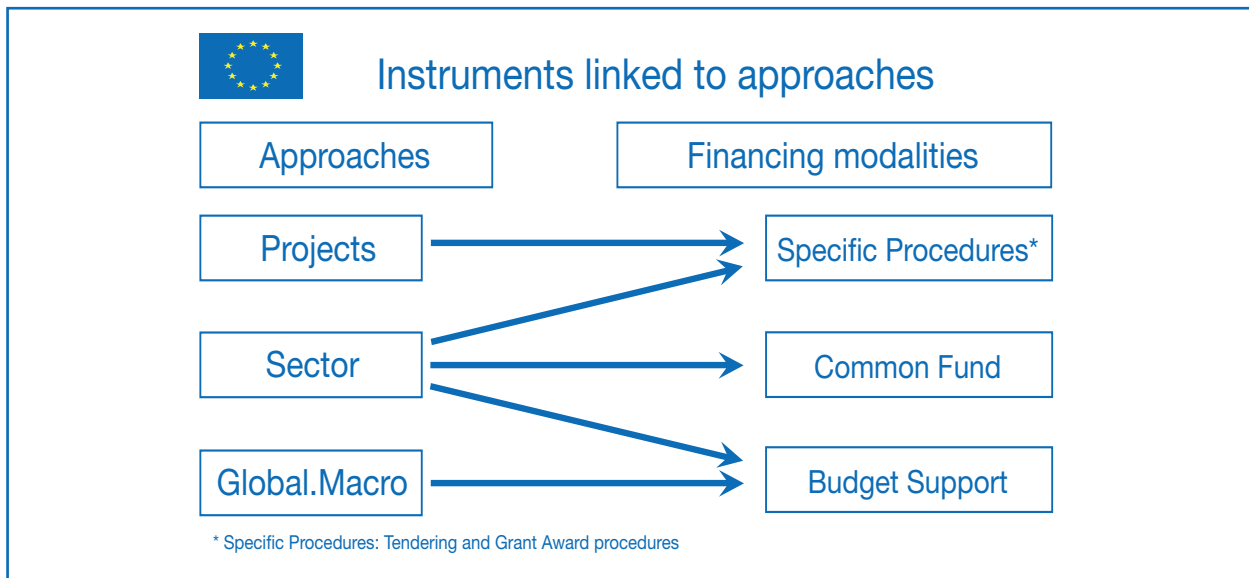 Instruments linked to approaches
Approaches
Financing modalities
Projects
Specific Procedures*
Sector
Common Fund
Global.Macro
Budget Support
* Specific Procedures: Tendering and Grant Award procedures